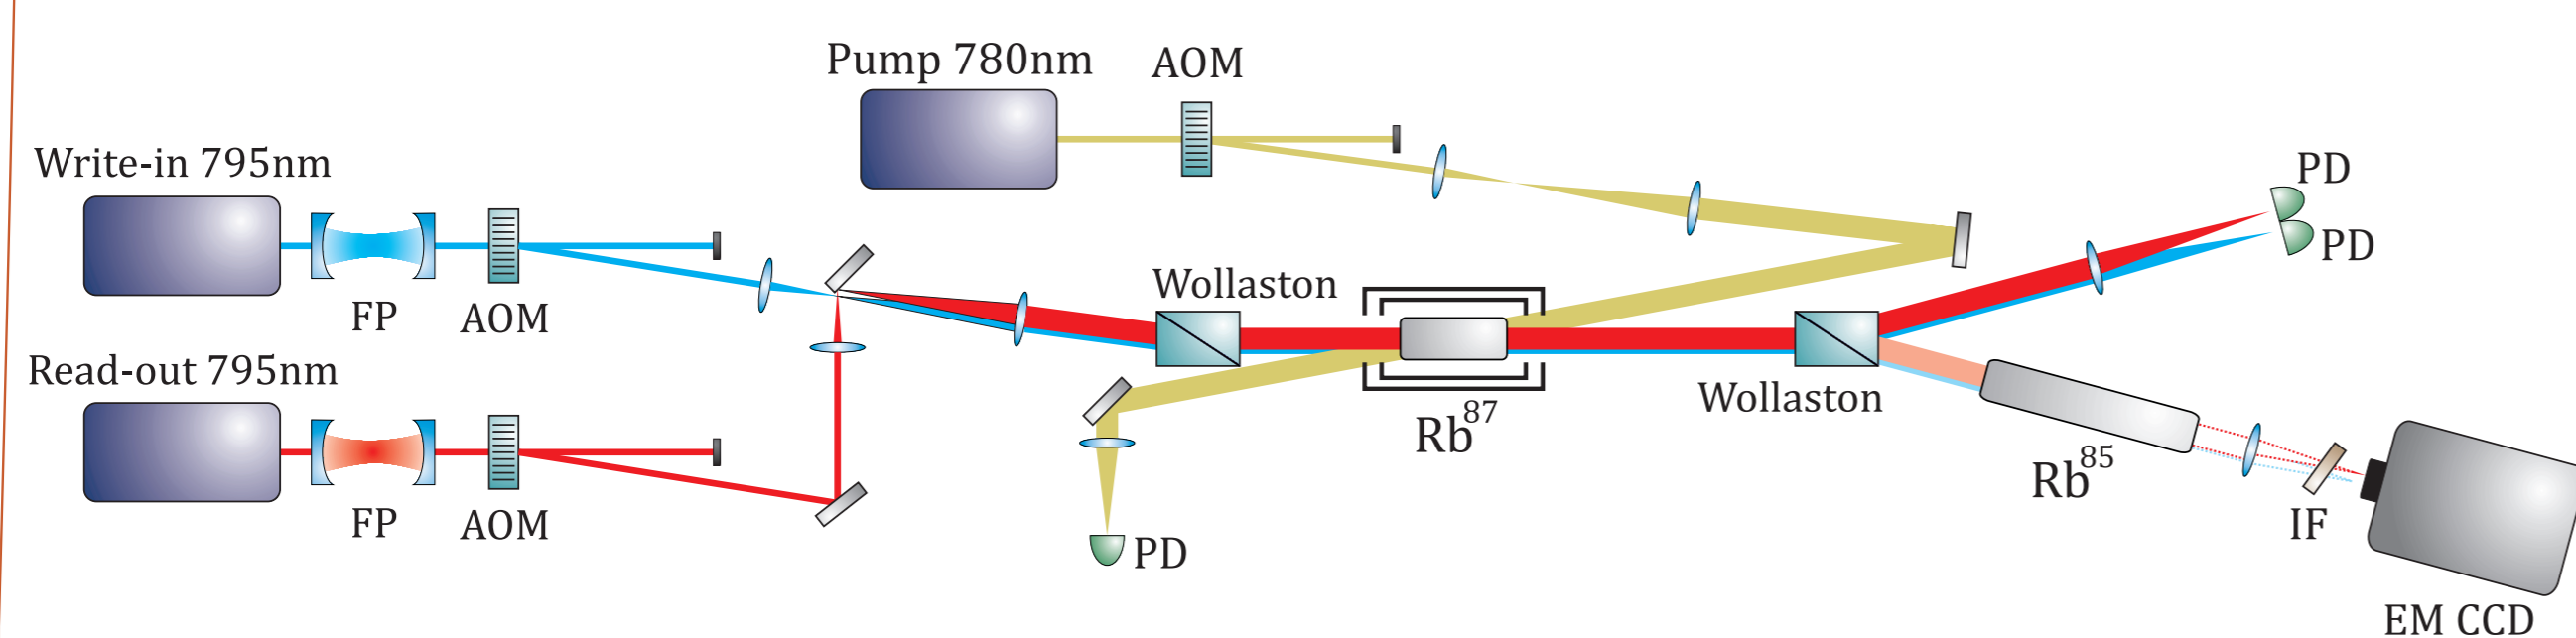 Pump 780nm
AOM
Write-in 795nm
FP
AOM
Read-out 795nm
FP
AOM
Wollaston
Rb87
PD
Wollaston
PD
PD
Rb85
IF
EM CCD